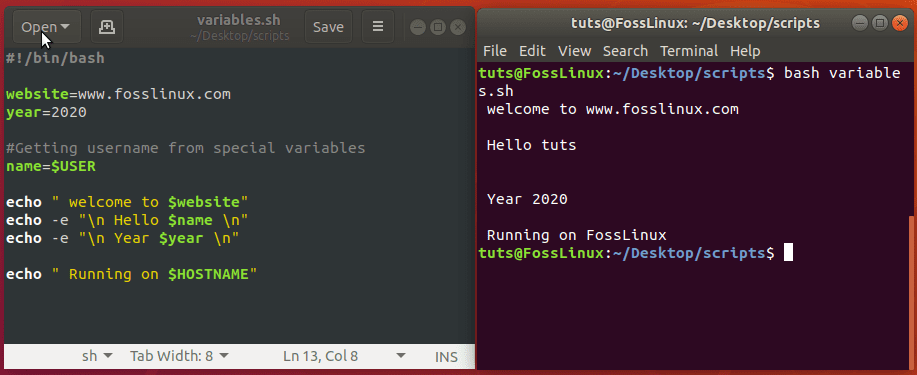 Open
variables.sh
~/Desktop/scripts
Save
#!/bin/bash
website=www.fosslinux.com
year=2020
#Getting username from special variables
name=$USER
echo " welcome to $website"
echo -e "\n Hello $name \n"
echo -e "\n Year $year \n"
echo " Running on $HOSTNAME"
sh
Tab Width: 8
Ln 13, Col 8
INS
tuts@FossLinux: ~/Desktop/scripts
File Edit View Search Terminal Help
tuts@FossLinux:~/Desktop/scripts$ bash variable
s.sh
welcome to www.fosslinux.com
Hello tuts
Year 2020
Running on FossLinux
tuts@FossLinux:~/Desktop/scripts$